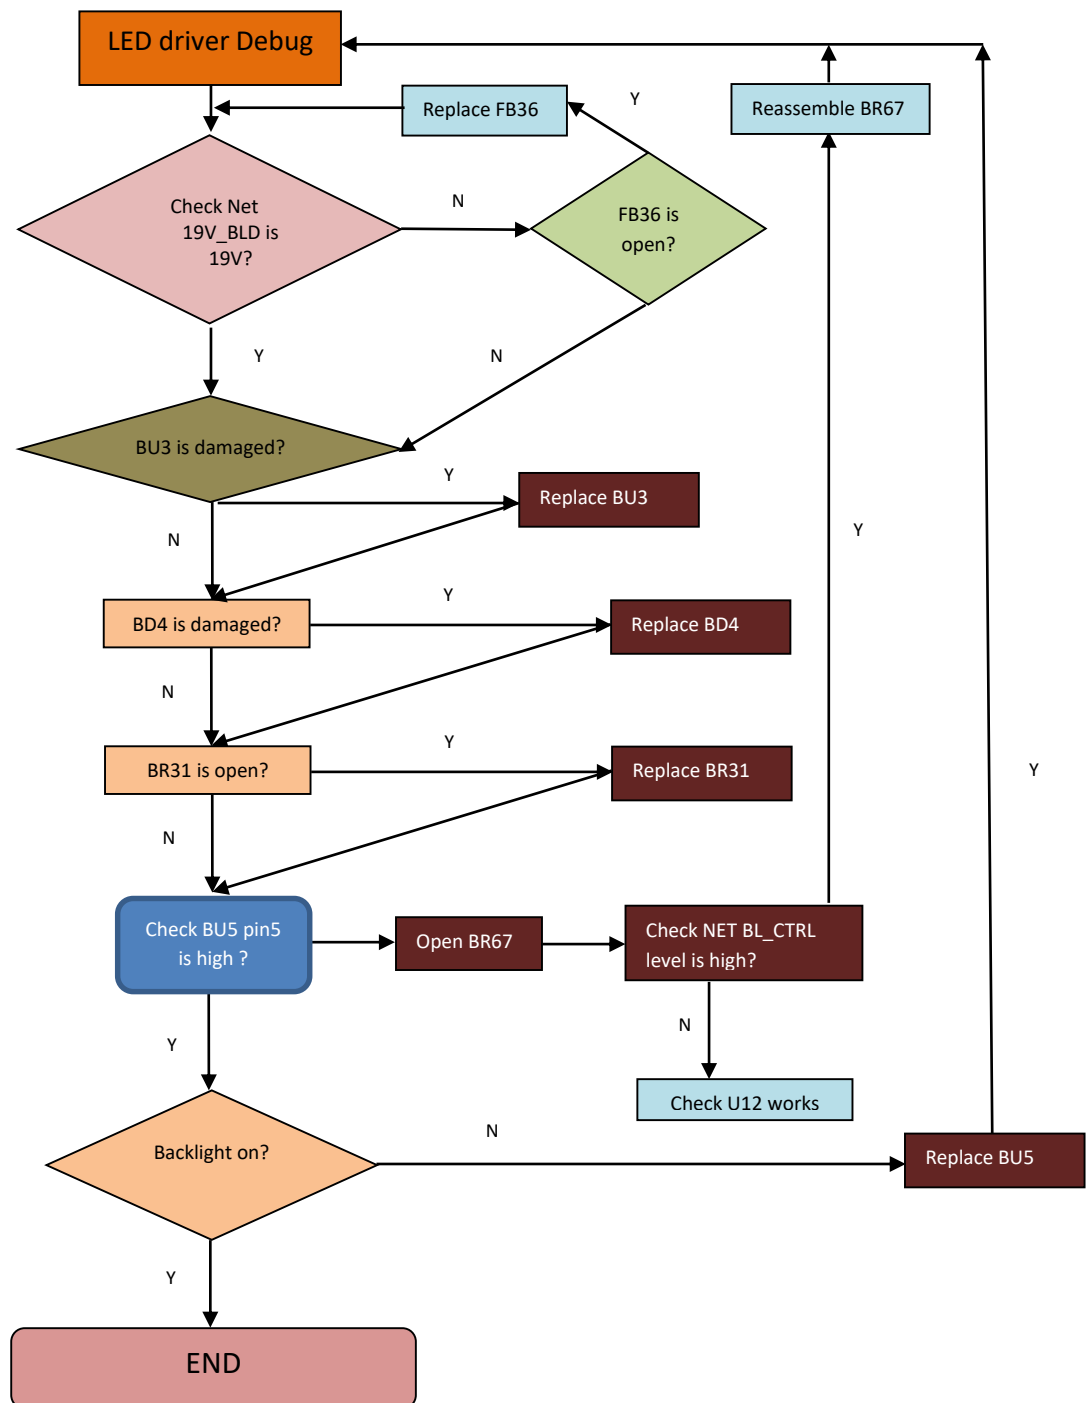 LED driver Debug
Replace FB36
Y
Reassemble BR67
Check Net
19V_BLD is
19V?
N
FB36 is
open?
Y
N
BU3 is damaged?
Y
Replace BU3
N
Y
BD4 is damaged?
Y
Replace BD4
N
Y
BR31 is open?
Replace BR31
Y
N
Check BU5 pin5
is high ?
Open BR67
Check NET BL_CTRL
level is high?
Y
N
Check U12 works
Backlight on?
N
Replace BU5
Y
END